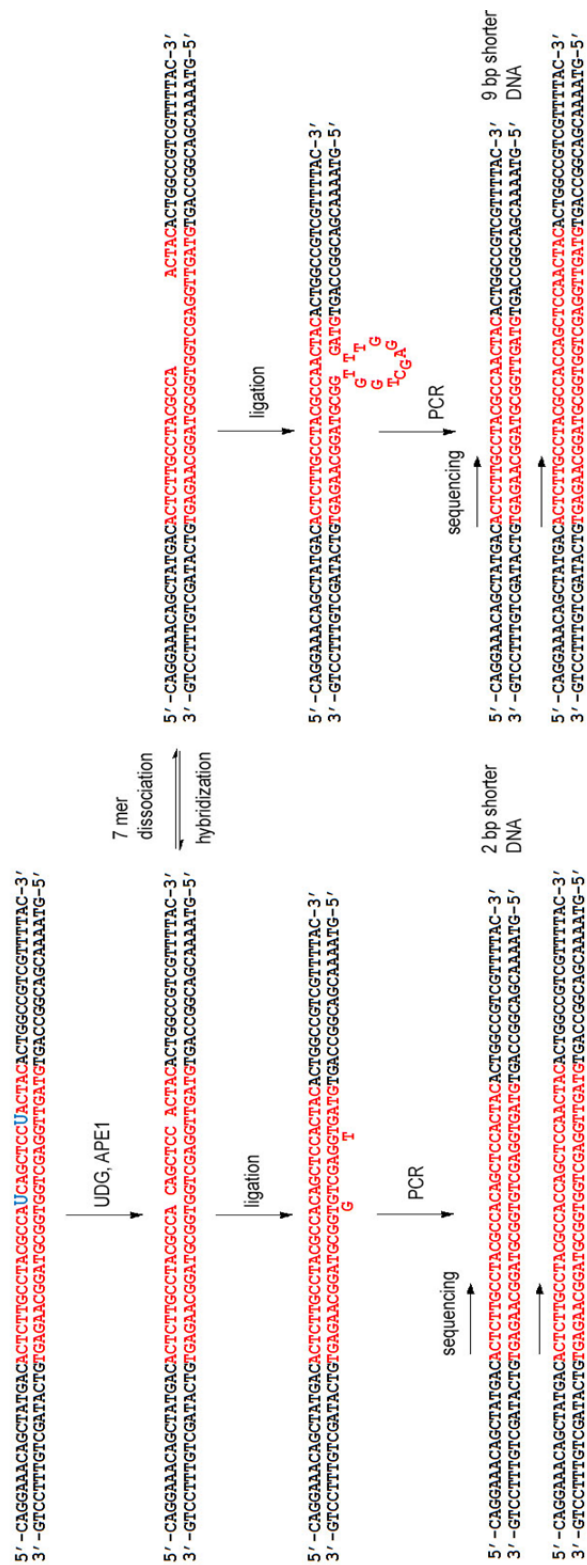 5'-CAGGAAACAGCTATGACACTCTTGCCTACGCCAUCAGCTCCUACTACACTGGCCGTCGTTTTAC-3'
3'-GTCCTTTGTCGATACTGTGAGAACGGATGCGGTGGTCGAGGTTGATGTGACCGGCAGCAAAATG-5'
UDG, APE1
5'-CAGGAAACAGCTATGACACTCTTGCCTACGCCA CAGCTCC ACTACACTGGCCGTCGTTTTAC-3'
3'-GTCCTTTGTCGATACTGTGAGAACGGATGCGGTGGTCGAGGTTGATGTGACCGGCAGCAAAATG-5'
ligation
5'-CAGGAAACAGCTATGACACTCTTGCCTACGCCACAGCTCCACTACACTGGCCGTCGTTTTAC-3'
3'-GTCCTTTGTCGATACTGTGAGAACGGATGCGGTGTCGAGGTGATGTGACCGGCAGCAAAATG-5'
G T
PCR
sequencing
2 bp shorter
DNA
5'-CAGGAAACAGCTATGACACTCTTGCCTACGCCACAGCTCCACTACACTGGCCGTCGTTTTAC-3'
3'-GTCCTTTGTCGATACTGTGAGAACGGATGCGGTGTCGAGGTGATGTGACCGGCAGCAAAATG-5'
5'-CAGGAAACAGCTATGACACTCTTGCCTACGCCACCAGCTCCAACTACACTGGCCGTCGTTTTAC-3'
3'-GTCCTTTGTCGATACTGTGAGAACGGATGCGGTGGTCGAGGTTGATGTGACCGGCAGCAAAATG-5'
7 mer
dissociation
hybridization
5'-CAGGAAACAGCTATGACACTCTTGCCTACGCCA ACTACACTGGCCGTCGTTTTAC-3'
3'-GTCCTTTGTCGATACTGTGAGAACGGATGCGGTGGTCGAGGTTGATGTGACCGGCAGCAAAATG-5'
ligation
5'-CAGGAAACAGCTATGACACTCTTGCCTACGCCAACTACACTGGCCGTCGTTTTAC-3'
3'-GTCCTTTGTCGATACTGTGAGAACGGATGCGG GATGTGACCGGCAGCAAAATG-5'
T T T G G G T C G A G
PCR
sequencing
9 bp shorter
DNA
5'-CAGGAAACAGCTATGACACTCTTGCCTACGCCAACTACACTGGCCGTCGTTTTAC-3'
3'-GTCCTTTGTCGATACTGTGAGAACGGATGCGGTTGATGTGACCGGCAGCAAAATG-5'
5'-CAGGAAACAGCTATGACACTCTTGCCTACGCCACCAGCTCCAACTACACTGGCCGTCGTTTTAC-3'
3'-GTCCTTTGTCGATACTGTGAGAACGGATGCGGTGGTCGAGGTTGATGTGACCGGCAGCAAAATG-5'